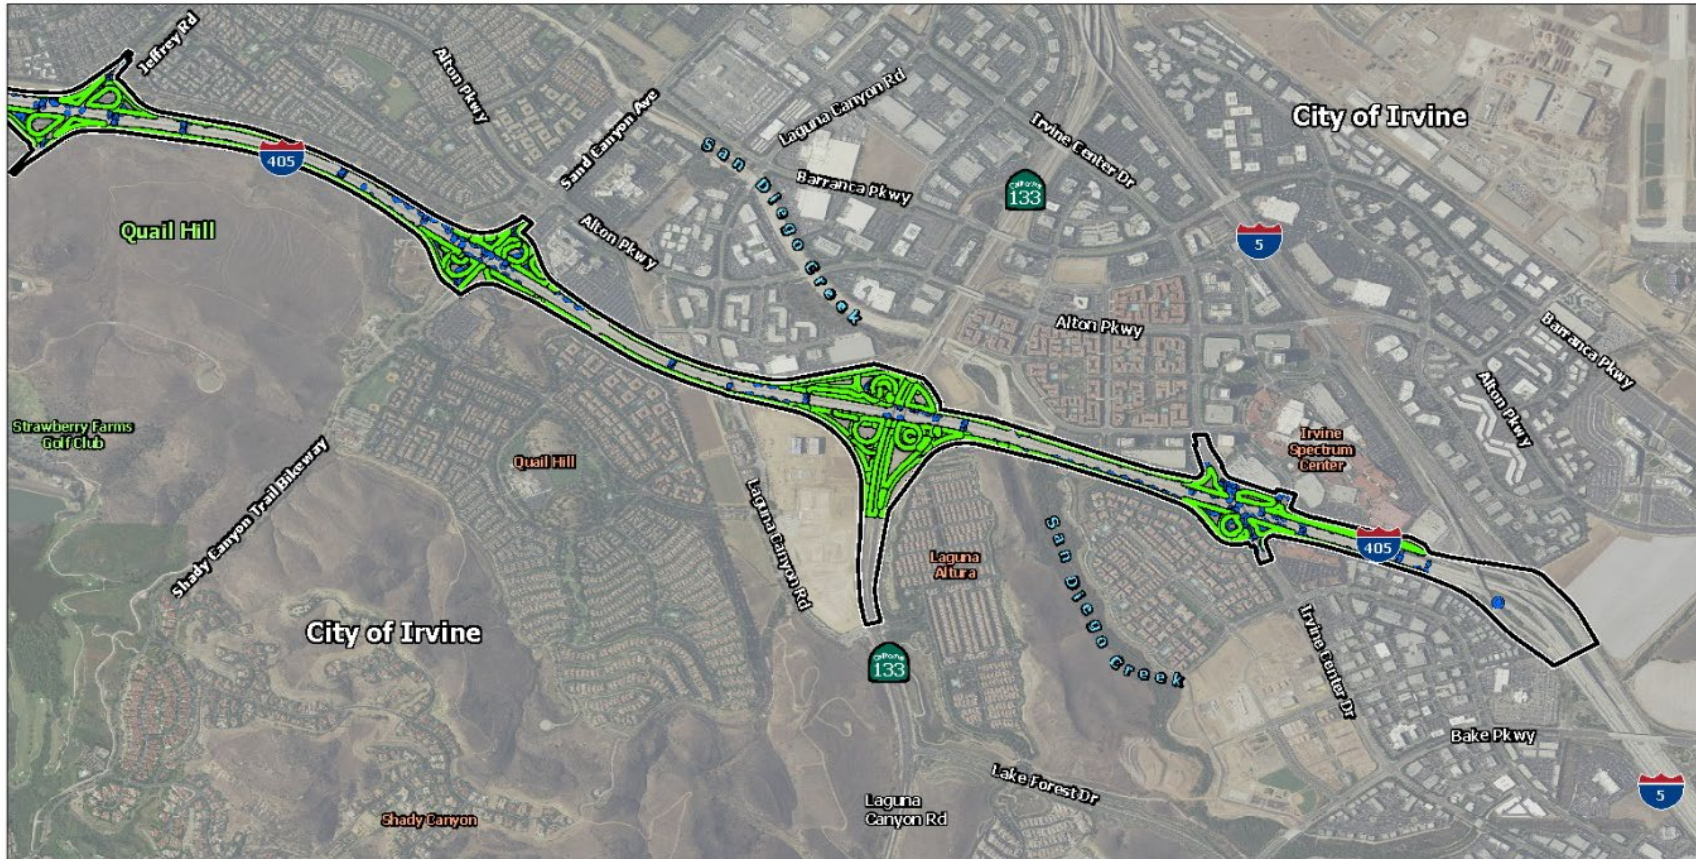 Jeffrey Rd
Alton Pkwy
Sand Canyon Ave
Laguna Canyon Rd
Irvine Center Dr
City of Irvine
San Diego Creek
Barranca Pkwy
405
California
133
Quail Hill
Alton Pkwy
5
Alton Pkwy
Barranca Pkwy
Alton Pkwy
Strawberry Farms
Golf Club
Irvine
Spectrum
Center
Quail Hill
Shady Canyon Trail Bikeway
Laguna Canyon Rd
San Diego Creek
405
Laguna
Altura
City of Irvine
California
133
Irvine Center Dr
Bake Pkwy
Lake Forest Dr
5
Laguna
Canyon Rd
Shady Canyon